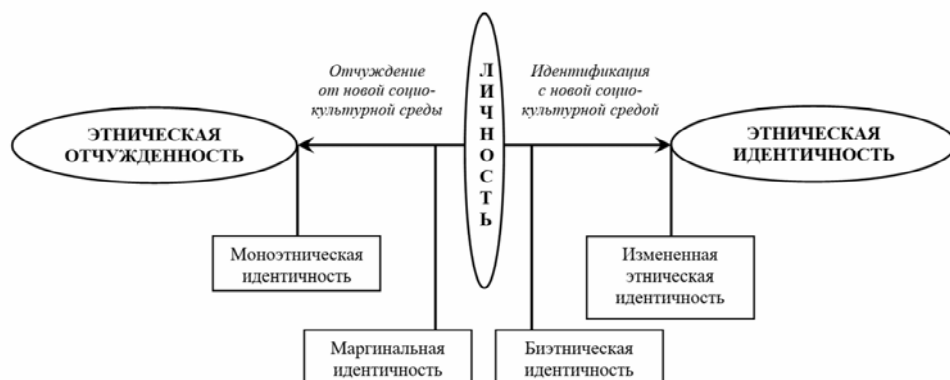 Отчуждение
от новой социо-
культурной среды
Идентификация
с новой социо-
культурной средой
ЭТНИЧЕСКАЯ
ОТЧУЖДЕННОСТЬ
ЛИЧНОСТЬ
ЭТНИЧЕСКАЯ
ИДЕНТИЧНОСТЬ
Моноэтническая
идентичность
Измененная
этническая
идентичность
Маргинальная
идентичность
Биэтническая
идентичность